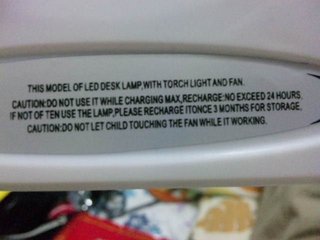 THIS MODEL OF LED DESK LAMP,WITH TORCH LIGHT AND FAN.
CAUTION:DO NOT USE IT WHILE CHARGING MAX,RECHARGE:NO EXCEED 24 HOURS,
IF NOT OF TEN USE THE LAMP,PLEASE RECHARGE ITONCE 3 MONTHS FOR STORAGE,
CAUTION:DO NOT LET CHILD TOUCHING THE FAN WHILE IT WORKING.